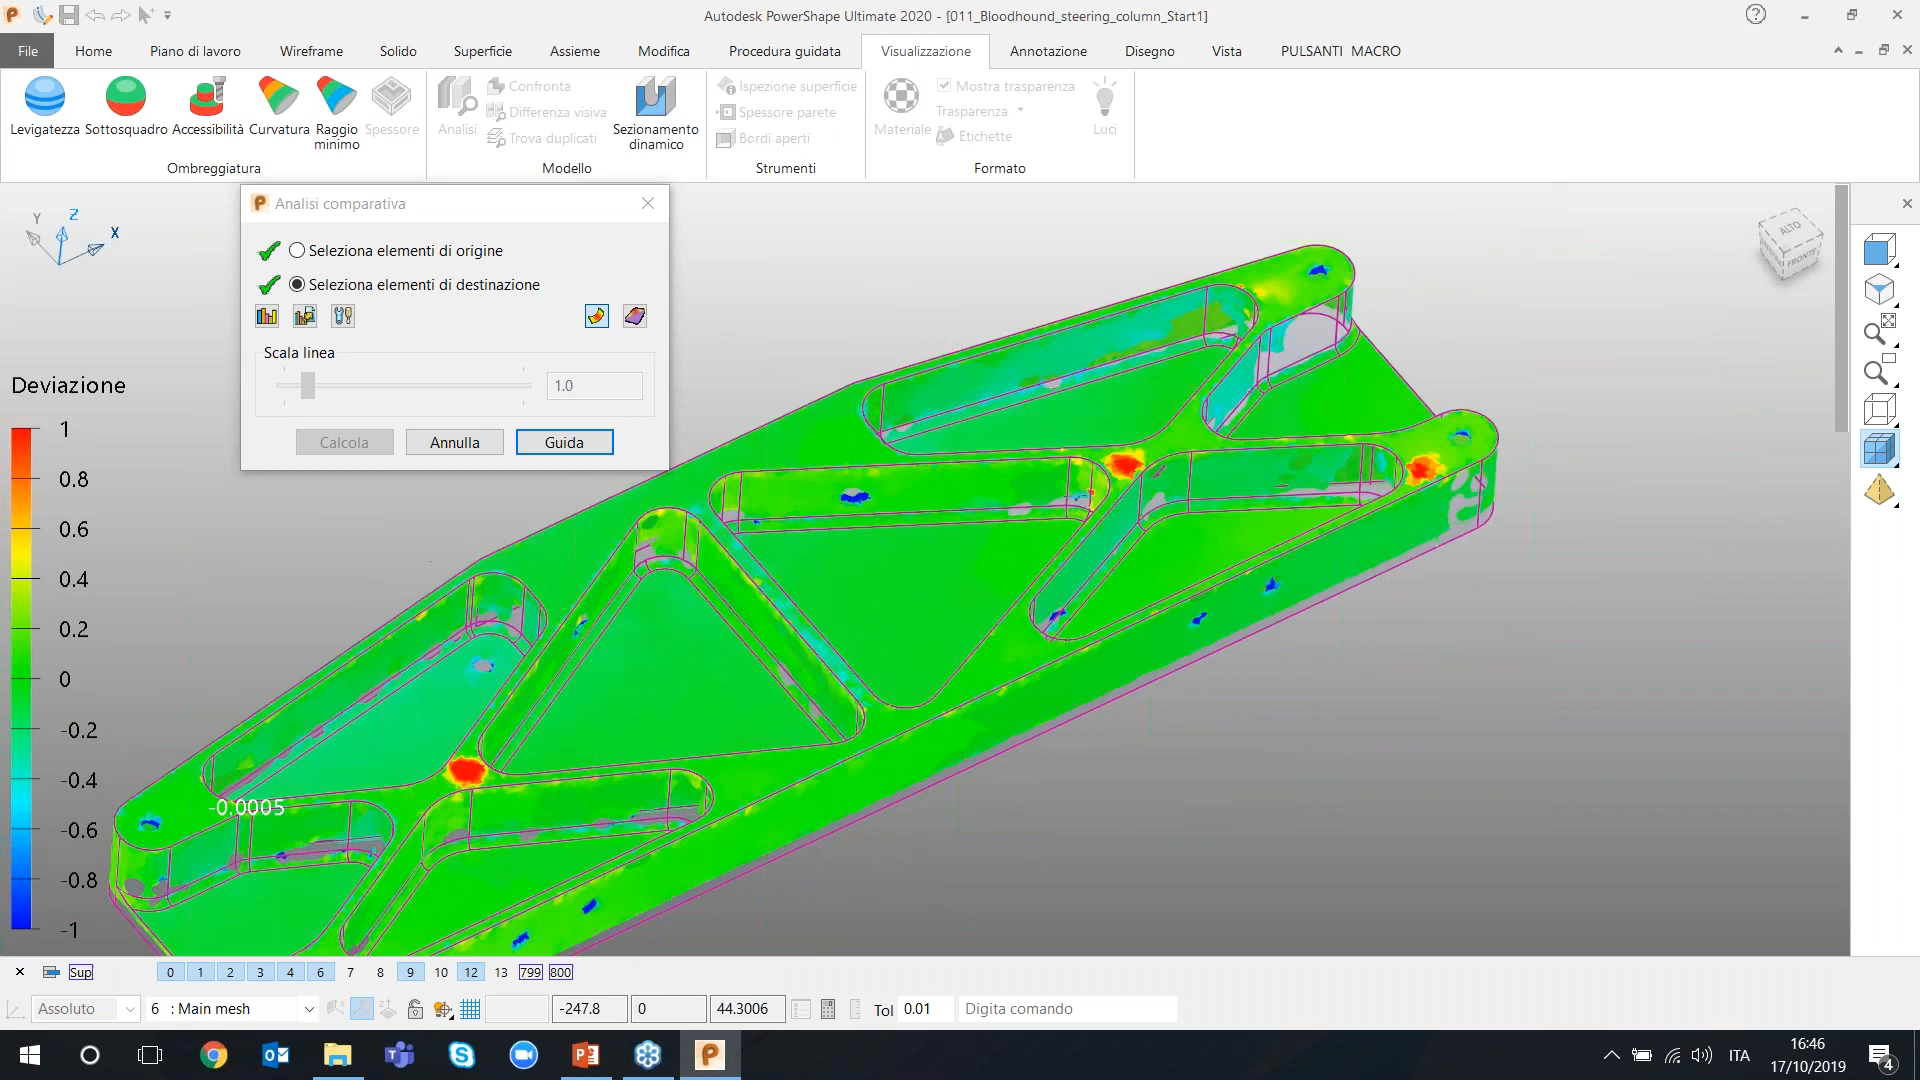 Autodesk PowerShape Ultimate 2020 - [011_Bloodhound_steering_column_Start1]
File Home Piano di lavoro Wireframe Solido Superficie Assieme Modifica Procedura guidata Visualizzazione Annotazione Disegno Vista PULSANTI MACRO
Levigatezza
Sottosquadro
Accessibilità
Curvatura
Raggio
minimo
Spessore
Ombreggiatura
Analisi
Confronta
Differenza visiva
Trova duplicati
Sezionamento
dinamico
Modello
Ispezione superficie
Spessore parete
Bordi aperti
Strumenti
Materiale
Mostra trasparenza
Trasparenza
Etichette
Luci
Formato
Analisi comparativa
Seleziona elementi di origine
Seleziona elementi di destinazione
Scala linea
1.0
Calcola Annulla Guida
Y Z X
ALTO
FRONTE
Deviazione
1
0.8
0.6
0.4
0.2
0
-0.2
-0.4
-0.6
-0.8
-1
-0.0005
Sup 0 1 2 3 4 6 7 8 9 10 12 13 799 800
Assoluto 6 : Main mesh -247.8 0 44.3006 Tol 0.01 Digita comando
ITA
16:46
17/10/2019
4